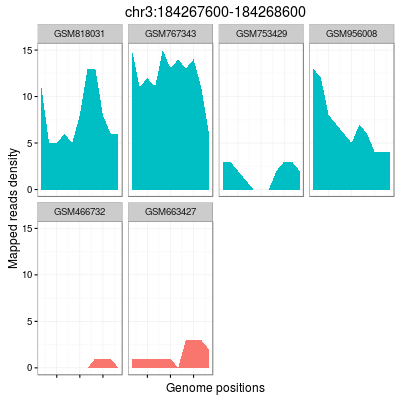 chr3:184267600-184268600
GSM818031 GSM767343 GSM753429 GSM956008
15
10
5
0
Mapped reads density
GSM466732 GSM663427
15
10
5
0
Genome positions